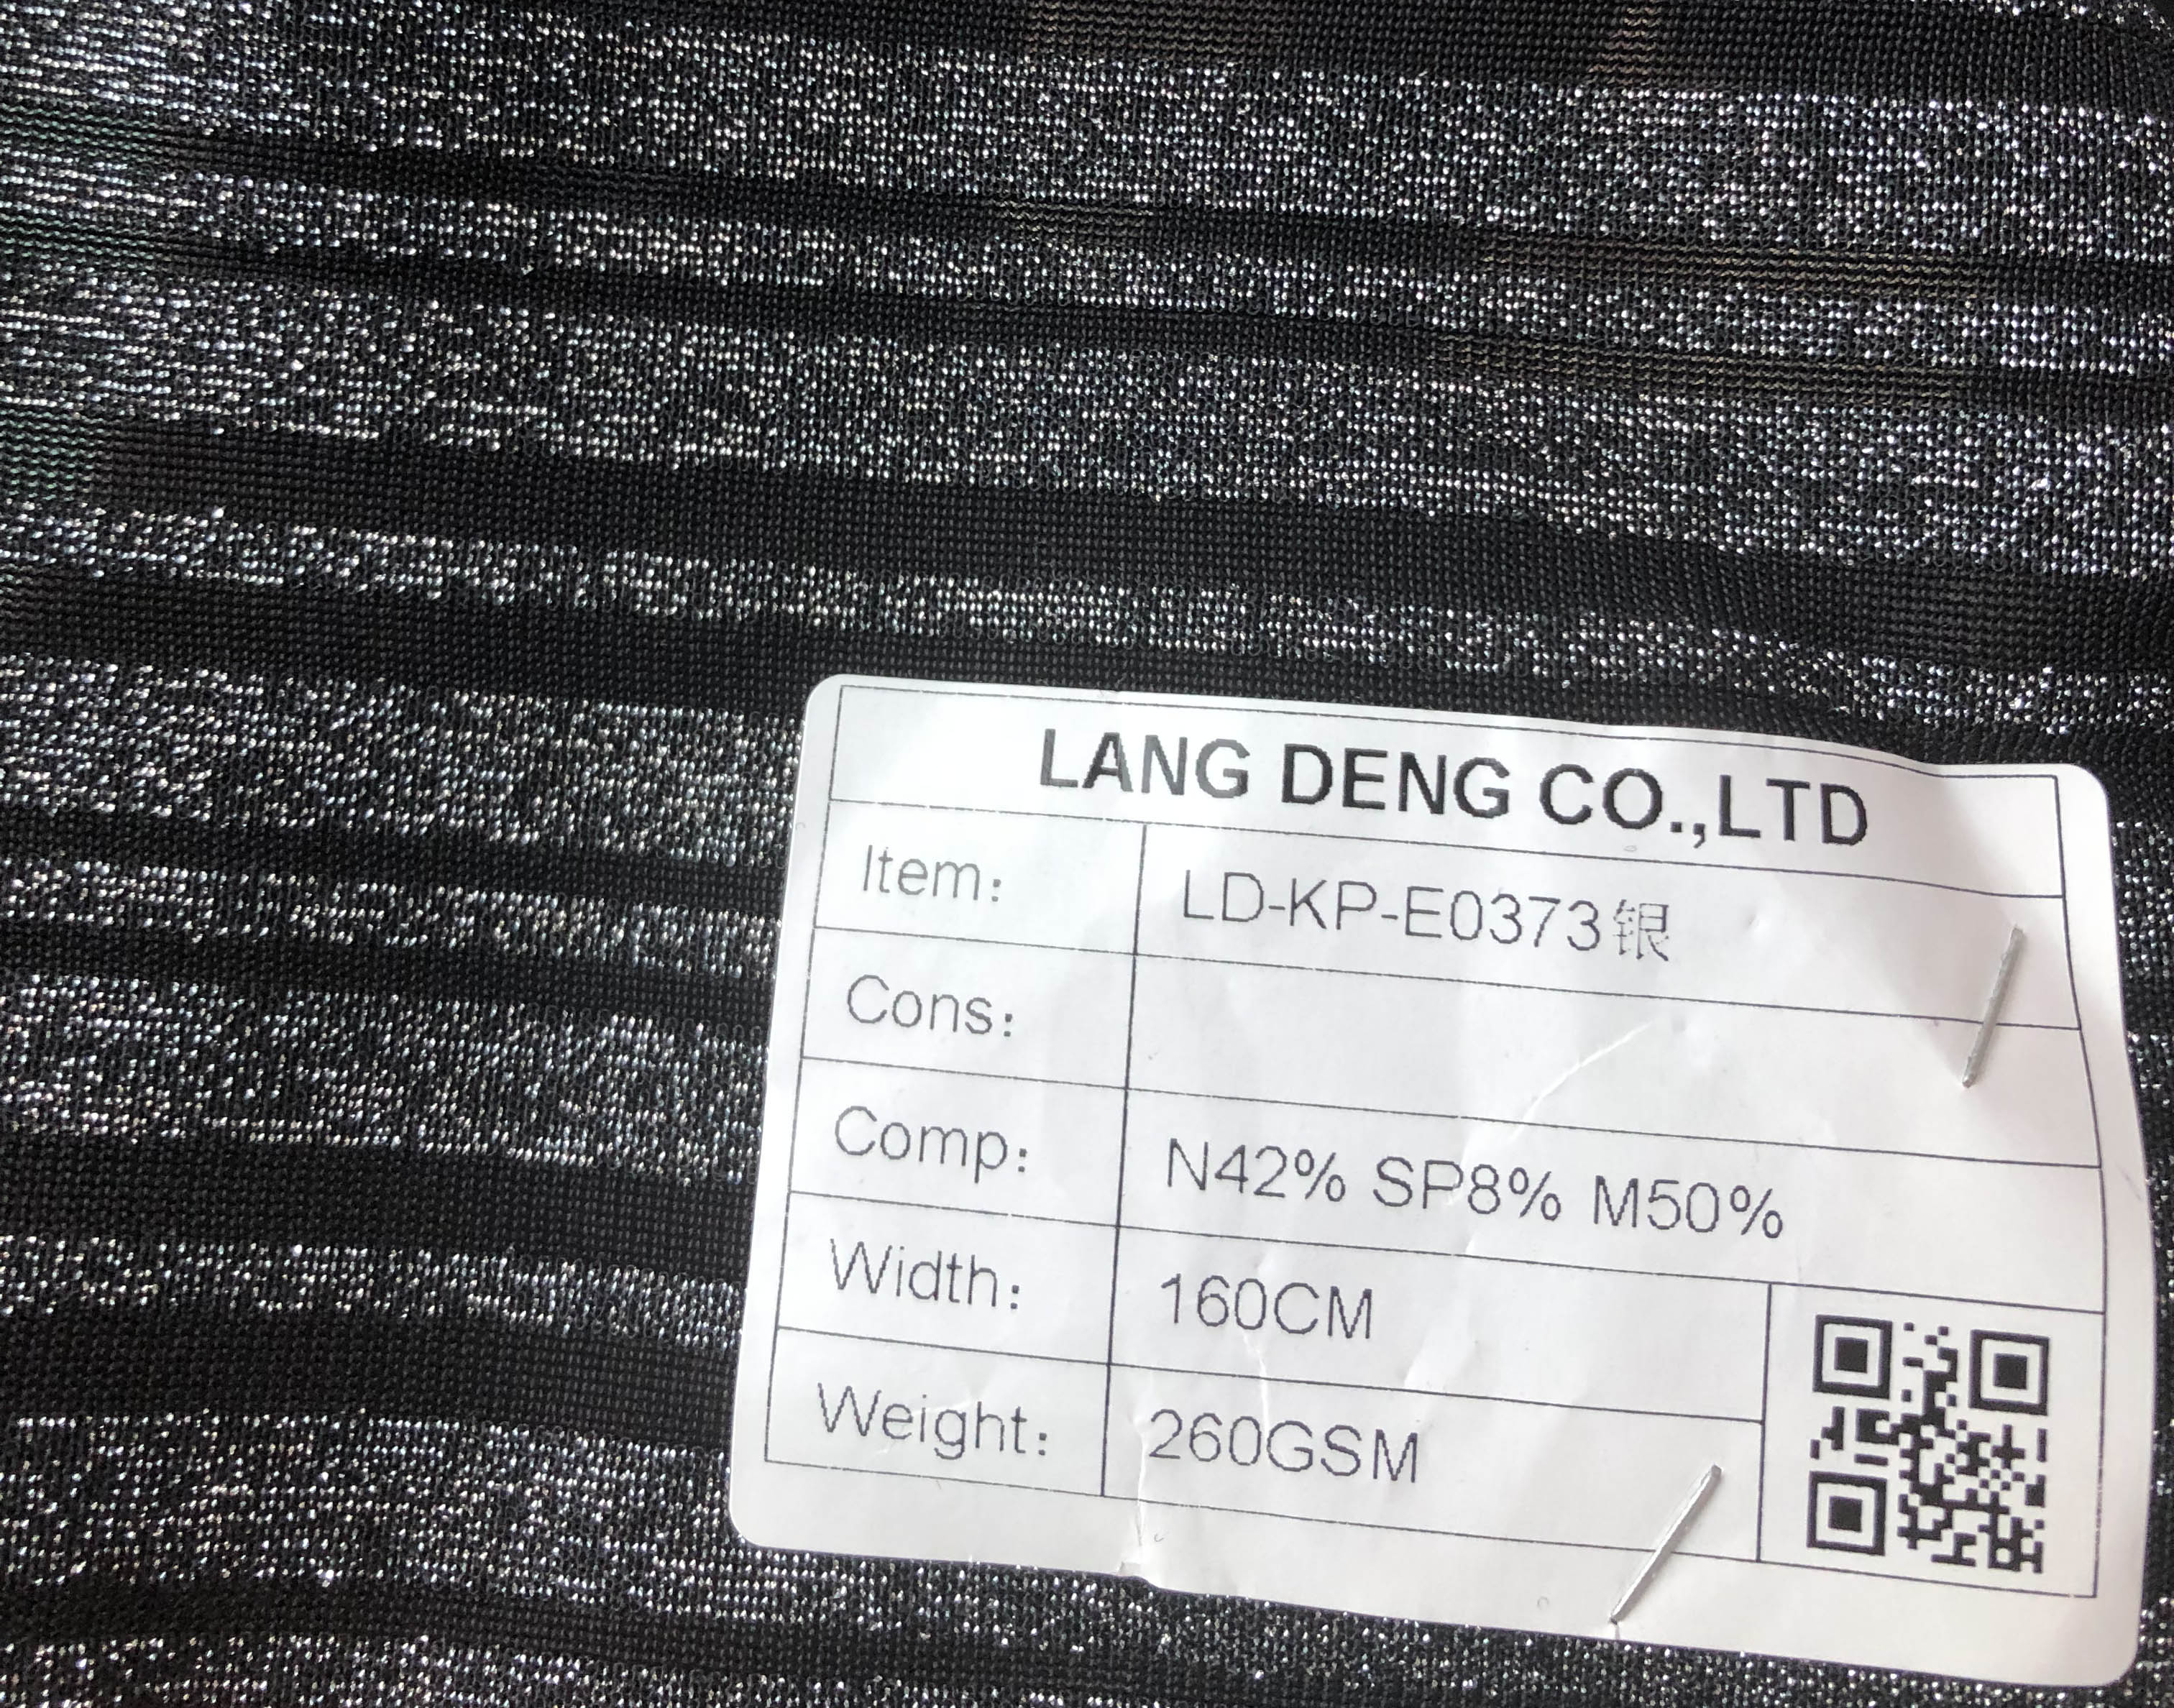 LANG DENG CO.,LTD
Item: LD-KP-E0373银
Cons:
Comp: N42% SP8% M50%
Width: 160CM
Weight: 260GSM